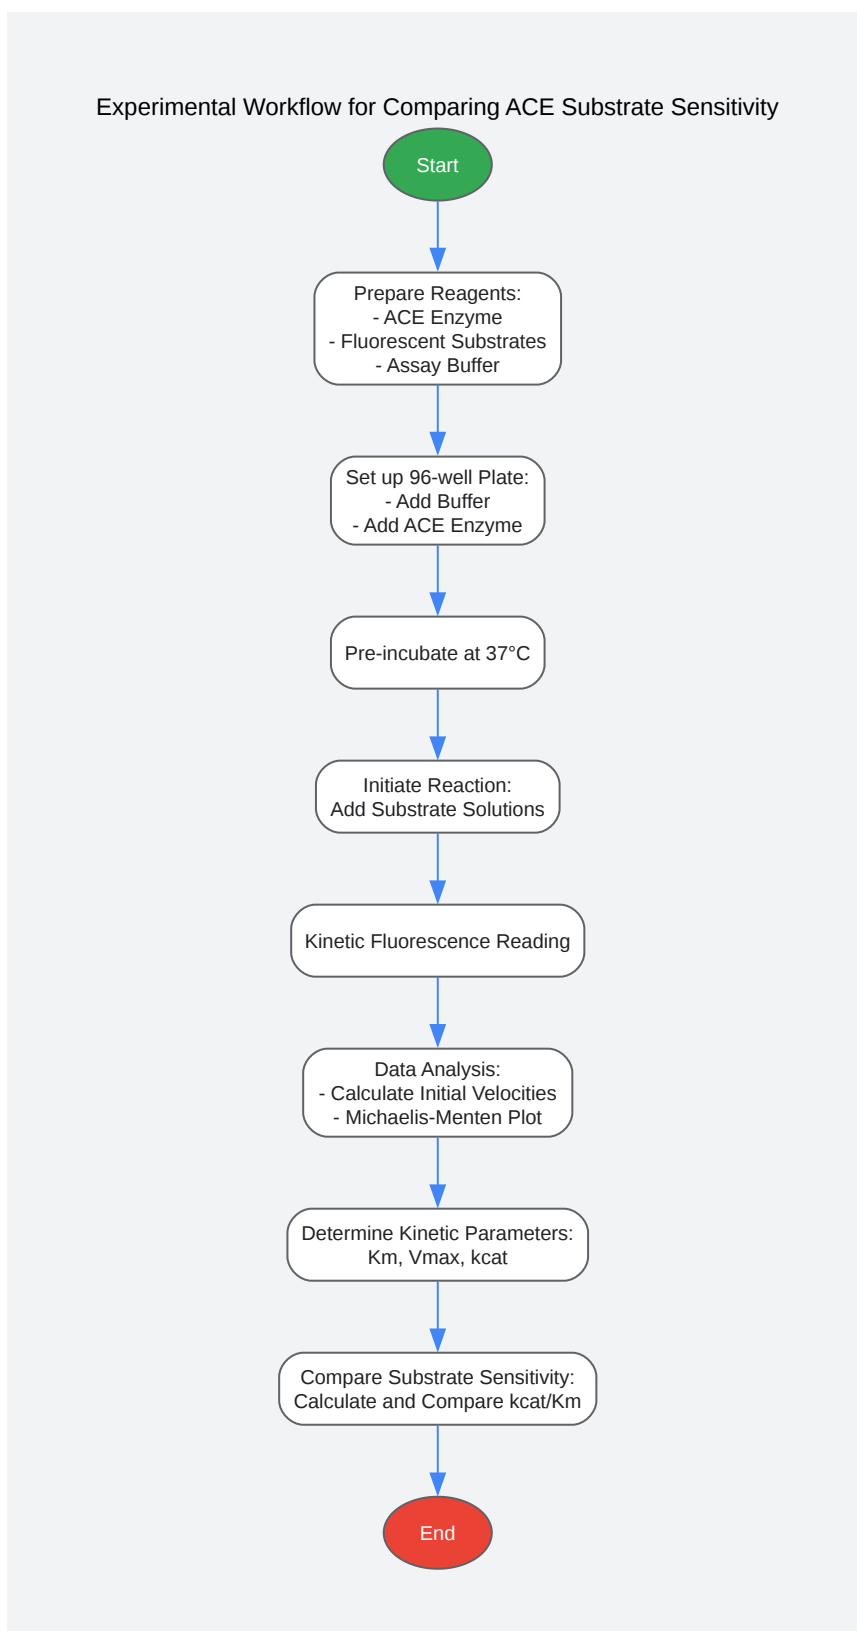 Experimental Workflow for Comparing ACE Substrate Sensitivity
Start
Prepare Reagents:
- ACE Enzyme
- Fluorescent Substrates
- Assay Buffer
Set up 96-well Plate:
- Add Buffer
- Add ACE Enzyme
Pre-incubate at 37°C
Initiate Reaction:
Add Substrate Solutions
Kinetic Fluorescence Reading
Data Analysis:
- Calculate Initial Velocities
- Michaelis-Menten Plot
Determine Kinetic Parameters:
Km, Vmax, kcat
Compare Substrate Sensitivity:
Calculate and Compare kcat/Km
End